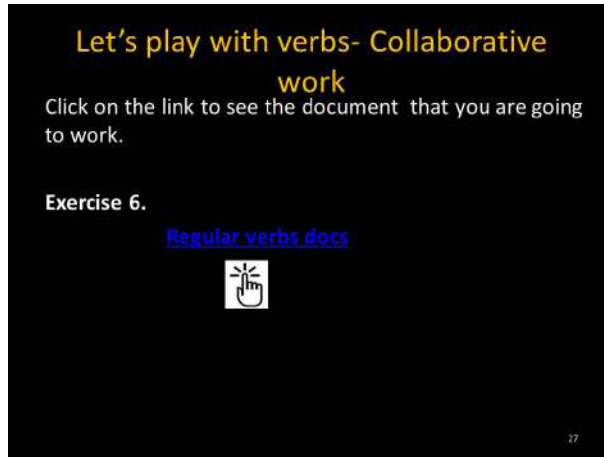 Let's play with verbs- Collaborative
work
Click on the link to see the document that you are going
to work.
Exercise 6.
Regular verbs docs
27